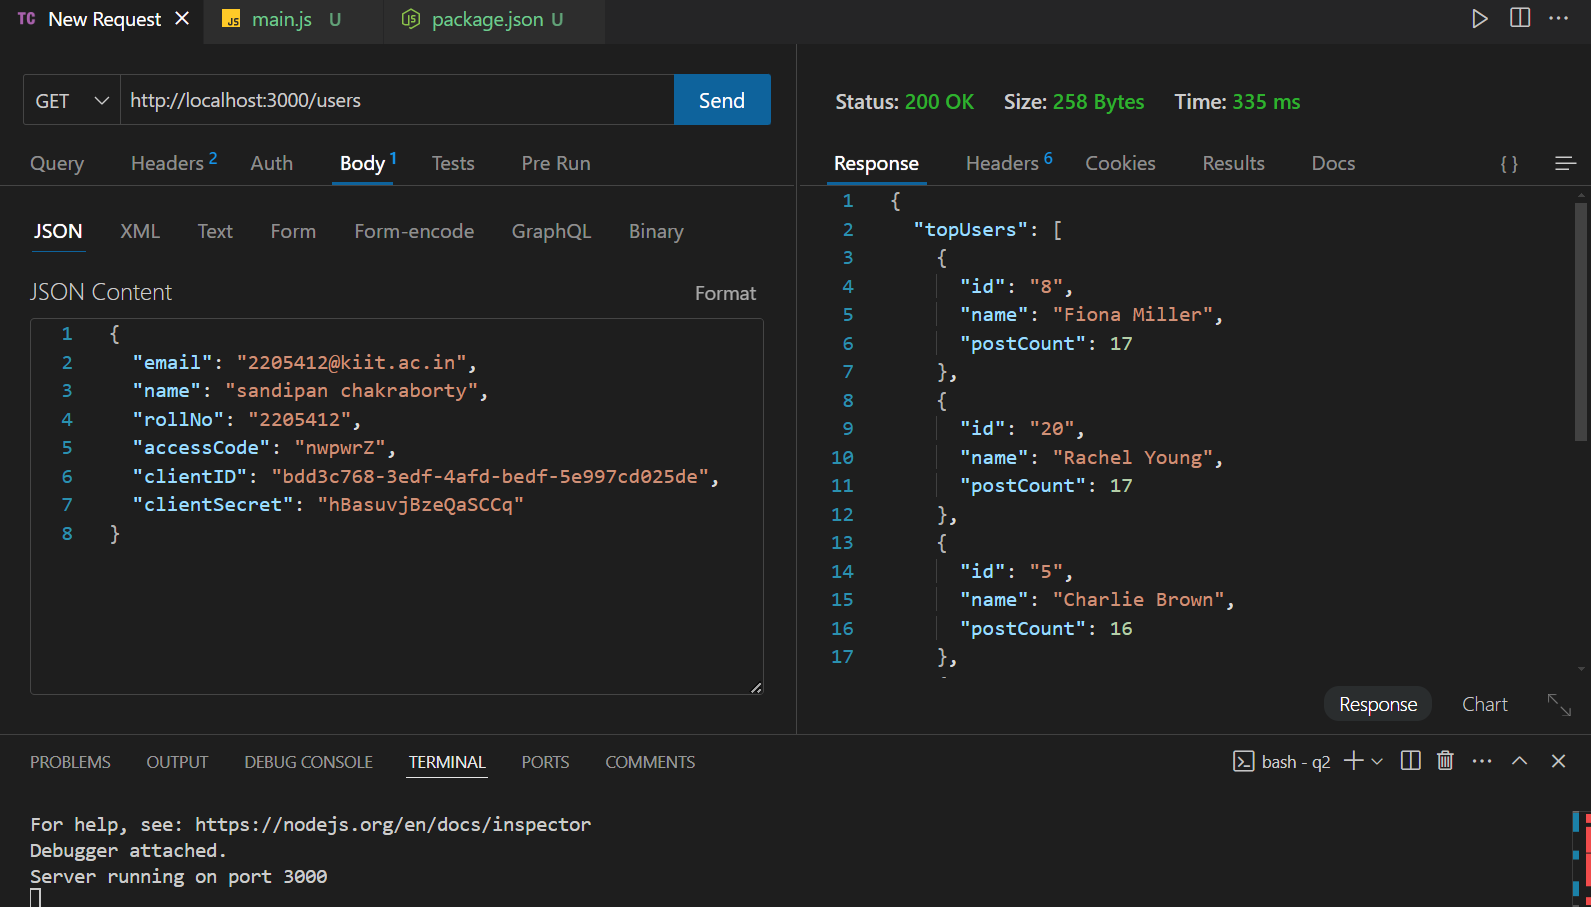 TC New Request
JS main.js U
JS package.json U
GET http://localhost:3000/users Send
Query Headers 2 Auth Body 1 Tests Pre Run
JSON XML Text Form Form-encode GraphQL Binary
JSON Content Format
1 {
2 "email": "2205412@kiit.ac.in",
3 "name": "sandipan chakraborty",
4 "rollNo": "2205412",
5 "accessCode": "nwpwrZ",
6 "clientID": "bdd3c768-3edf-4afd-bedf-5e997cd025de",
7 "clientSecret": "hBasuvjBzeQaSCCq"
8 }
Status: 200 OK Size: 258 Bytes Time: 335 ms
Response Headers 6 Cookies Results Docs { }
1 {
2 "topUsers": [
3 {
4 "id": "8",
5 "name": "Fiona Miller",
6 "postCount": 17
7 },
8 {
9 "id": "20",
10 "name": "Rachel Young",
11 "postCount": 17
12 },
13 {
14 "id": "5",
15 "name": "Charlie Brown",
16 "postCount": 16
17 },
Response Chart
PROBLEMS OUTPUT DEBUG CONSOLE TERMINAL PORTS COMMENTS
bash - q2
For help, see: https://nodejs.org/en/docs/inspector
Debugger attached.
Server running on port 3000